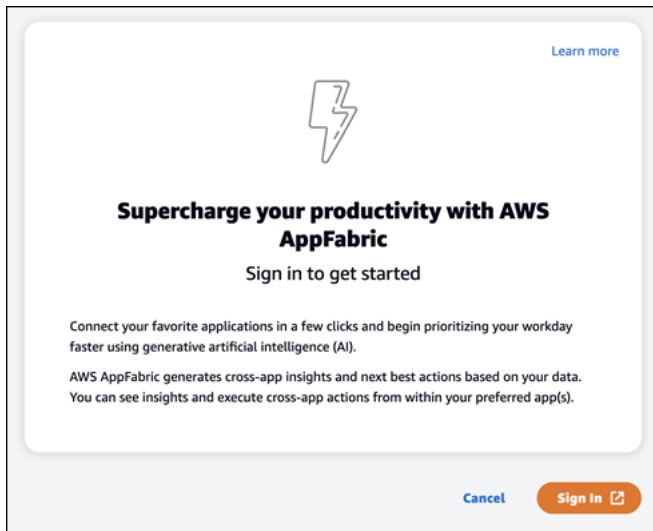 Learn more
Supercharge your productivity with AWS
AppFabric
Sign in to get started
Connect your favorite applications in a few clicks and begin prioritizing your workday
faster using generative artificial intelligence (AI).
AWS AppFabric generates cross-app insights and next best actions based on your data.
You can see insights and execute cross-app actions from within your preferred app(s).
Cancel
Sign In